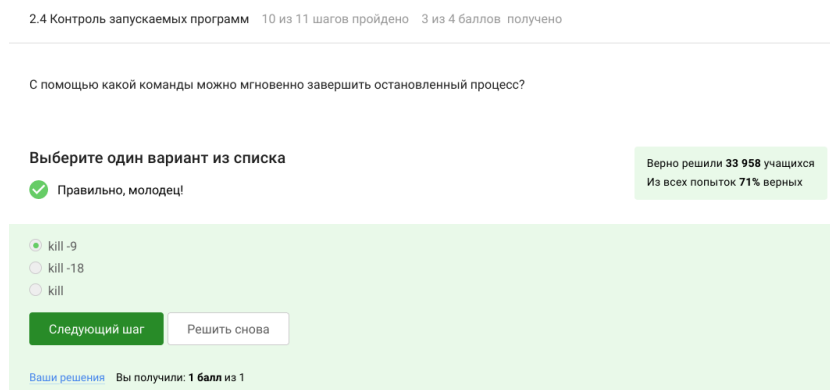 2.4 Контроль запускаемых программ 10 из 11 шагов пройдено 3 из 4 баллов получено
С помощью какой команды можно мгновенно завершить остановленный процесс?
Выберите один вариант из списка
Правильно, молодец!
Верно решили 33 958 учащихся
Из всех попыток 71% верных
kill -9
kill -18
kill
Следующий шаг Решить снова
Ваши решения Вы получили: 1 балл из 1